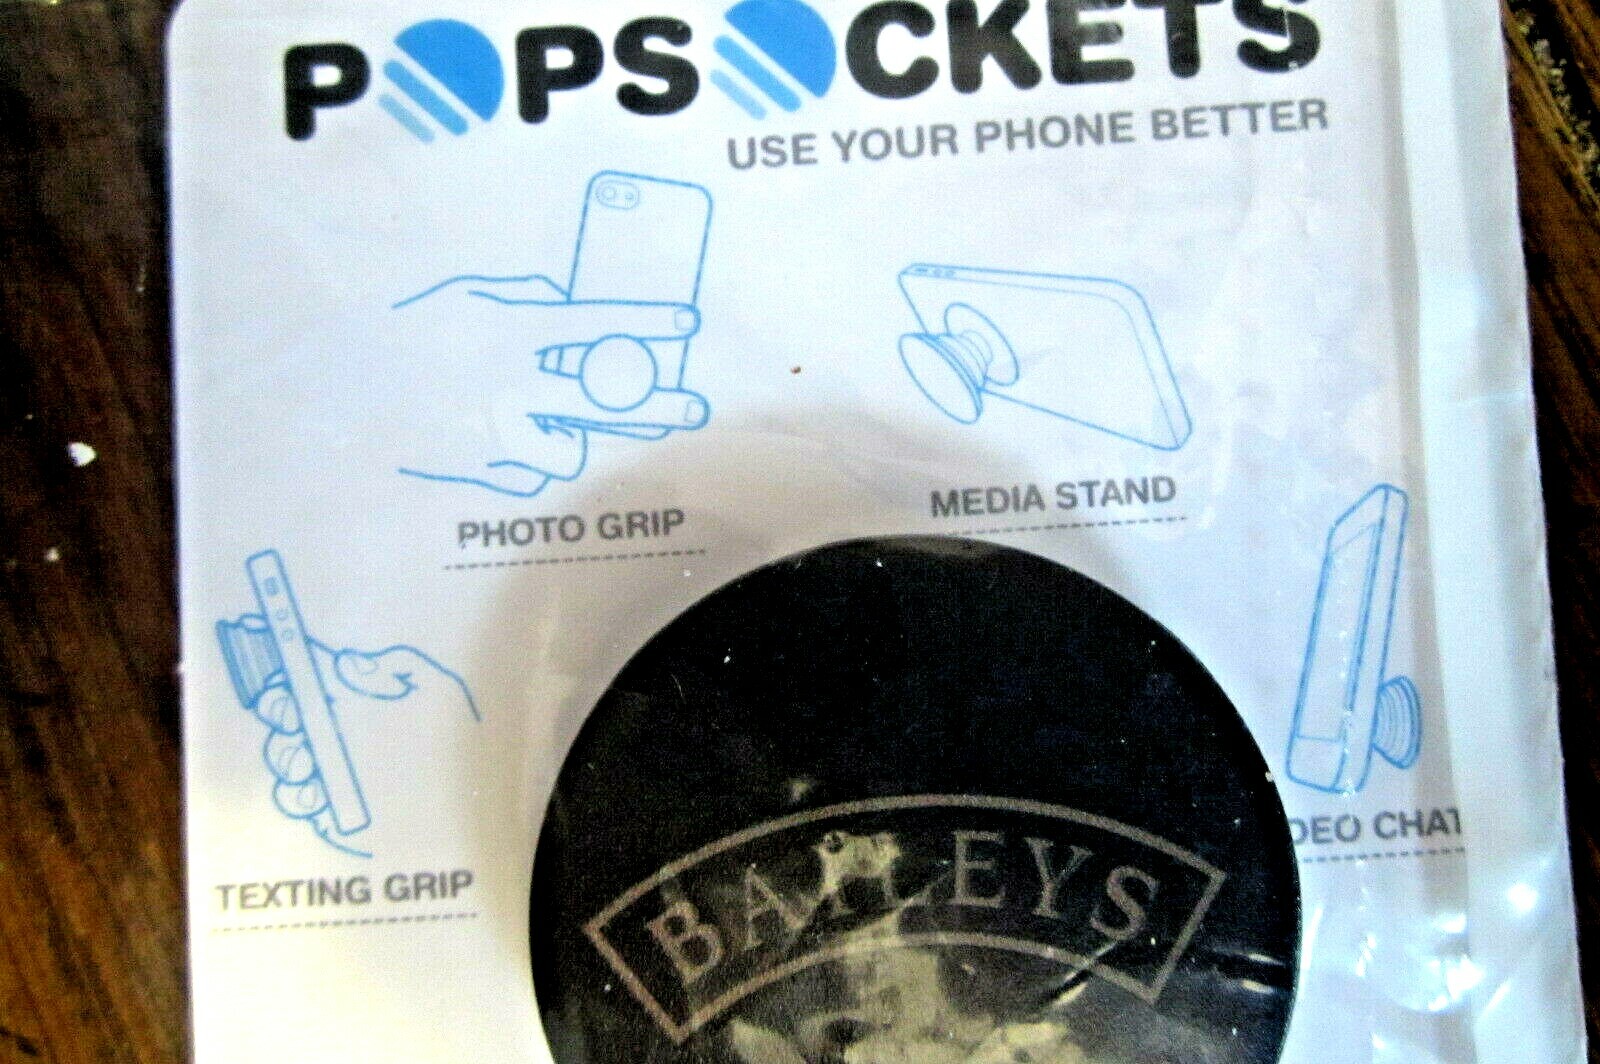 POPSOCKETS
USE YOUR PHONE BETTER
PHOTO GRIP
MEDIA STAND
TEXTING GRIP
DEO CHAT
BAILEYS